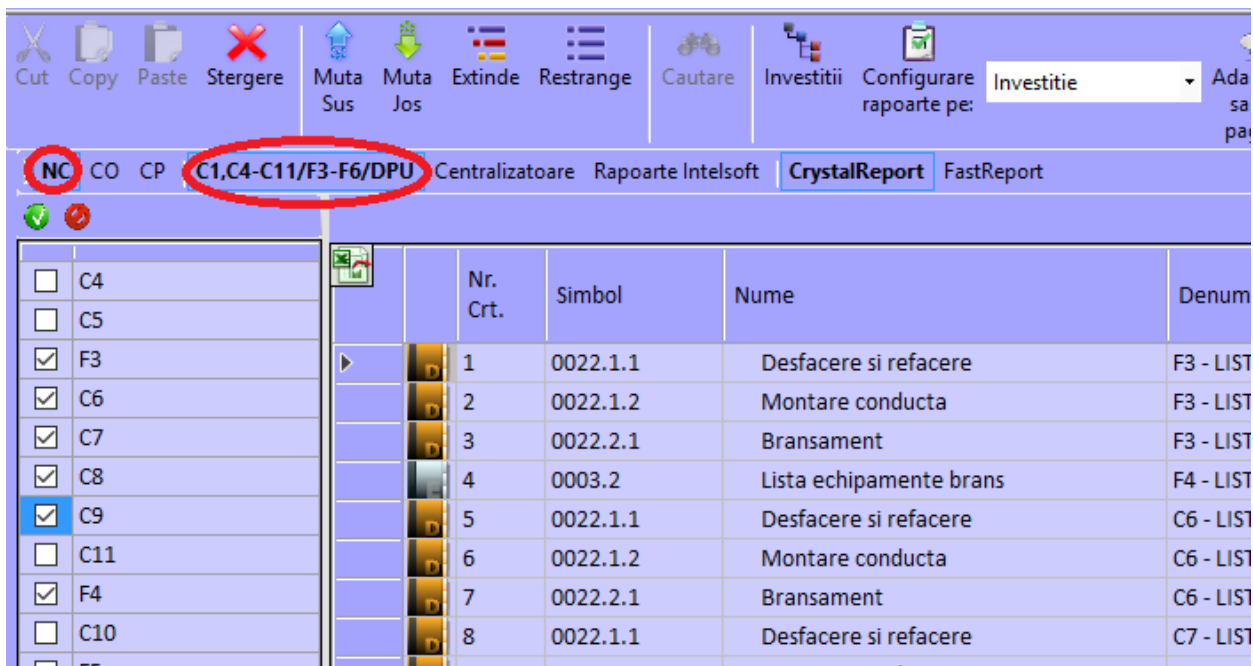 Cut Copy Paste Stergere Muta Sus Muta Jos Extinde Restrange Cautare Investitii Configurare rapoarte pe: Investitie
NC CO CP C1,C4-C11/F3-F6/DPU Centralizatoare Rapoarte Intelsoft CrystalReport FastReport
C4
C5
F3
C6
C7
C8
C9
C11
F4
C10
Nr. Crt. Simbol Nume Denum
1 0022.1.1 Desfacere si refacere F3 - LIST
2 0022.1.2 Montare conducta F3 - LIST
3 0022.2.1 Bransament F3 - LIST
4 0003.2 Lista echipamente brans F4 - LIST
5 0022.1.1 Desfacere si refacere C6 - LIST
6 0022.1.2 Montare conducta C6 - LIST
7 0022.2.1 Bransament C6 - LIST
8 0022.1.1 Desfacere si refacere C7 - LIST